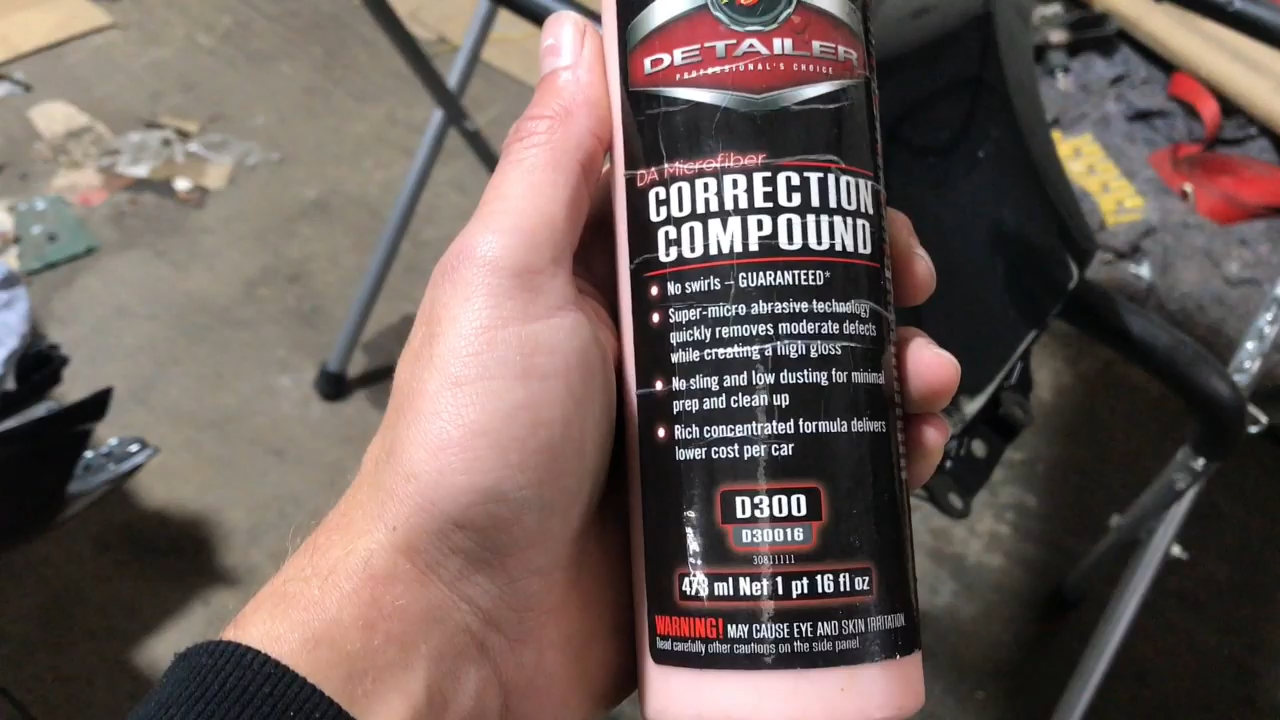 DETAILER
PROFESSIONAL'S CHOICE
DA Microfiber
CORRECTION
COMPOUND
• No swirls – GUARANTEED*
• Super-micro abrasive technology
quickly removes moderate defects
while creating a high gloss
• No sling and low dusting for minimal
prep and clean up
• Rich concentrated formula delivers
lower cost per car
D300
D30016
30811111
473 ml Net 1 pt 16 fl oz
WARNING! MAY CAUSE EYE AND SKIN IRRITATION.
Read carefully other cautions on the side panel